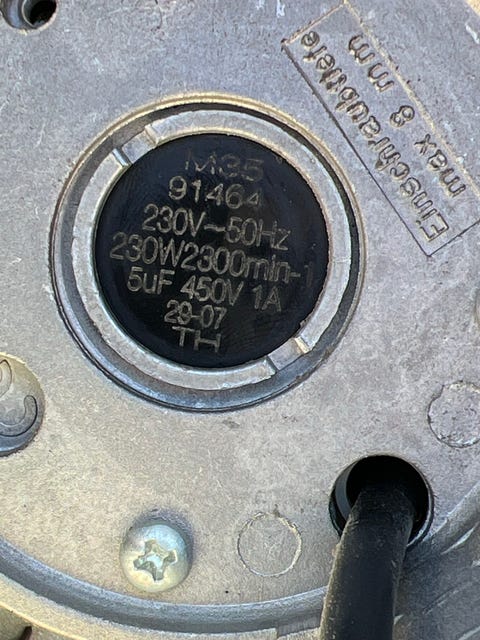 M35
91464
230V~50Hz
230W2300min-1
5uF 450V 1A
29-07
TH
Einschraubtiefe
max 8 mm